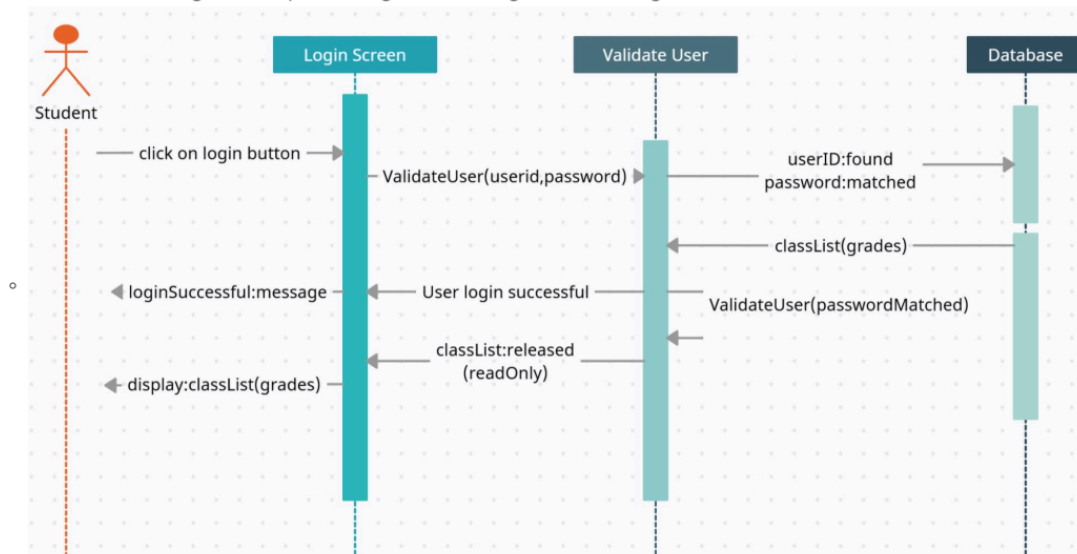 Login Screen
Validate User
Database
Student
click on login button
ValidateUser(userid,password)
userID:found
password:matched
classList(grades)
loginSuccessful:message
User login successful
ValidateUser(passwordMatched)
classList:released
(readOnly)
display:classList(grades)